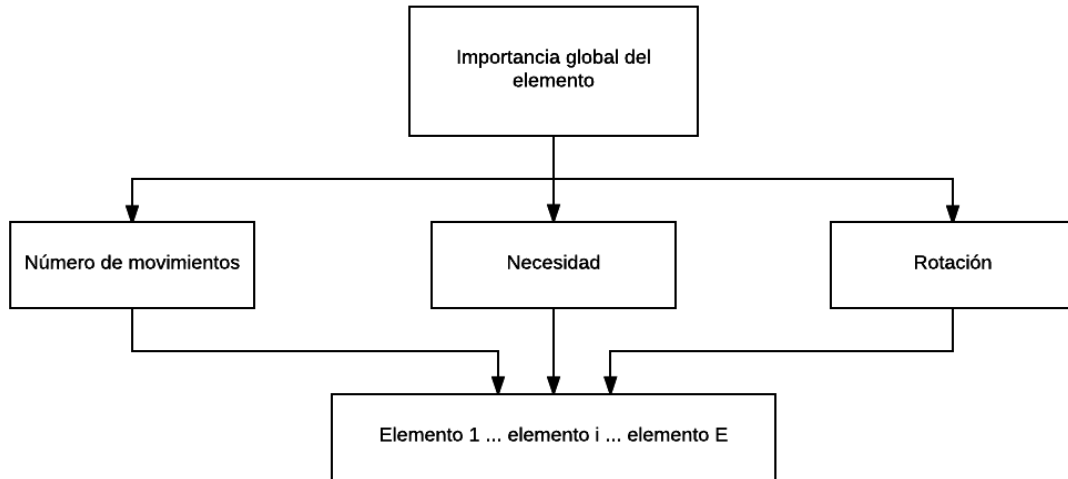 Importancia global del
elemento
Número de movimientos
Necesidad
Rotación
Elemento 1 ... elemento i ... elemento E